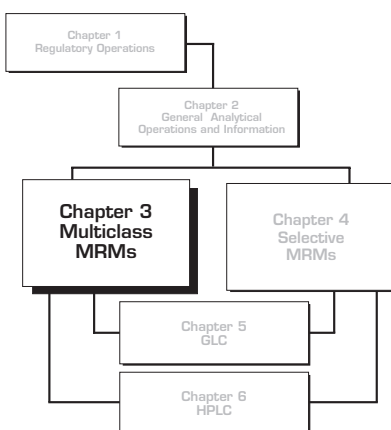 Chapter 1
Regulatory Operations
Chapter 2
General Analytical
Operations and Information
Chapter 3
Multiclass
MRMs
Chapter 4
Selective
MRMs
Chapter 5
GLC
Chapter 6
HPLC